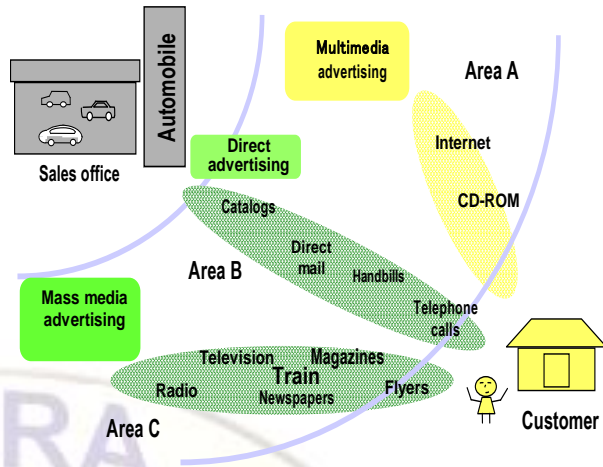 Multimedia
advertising
Area A
Automobile
Internet
Sales office
Direct
advertising
CD-ROM
Catalogs
Direct
mail
Handbills
Area B
Telephone
calls
Mass media
advertising
Television
Magazines
Train
Radio
Newspapers
Flyers
Area C
Customer
RA